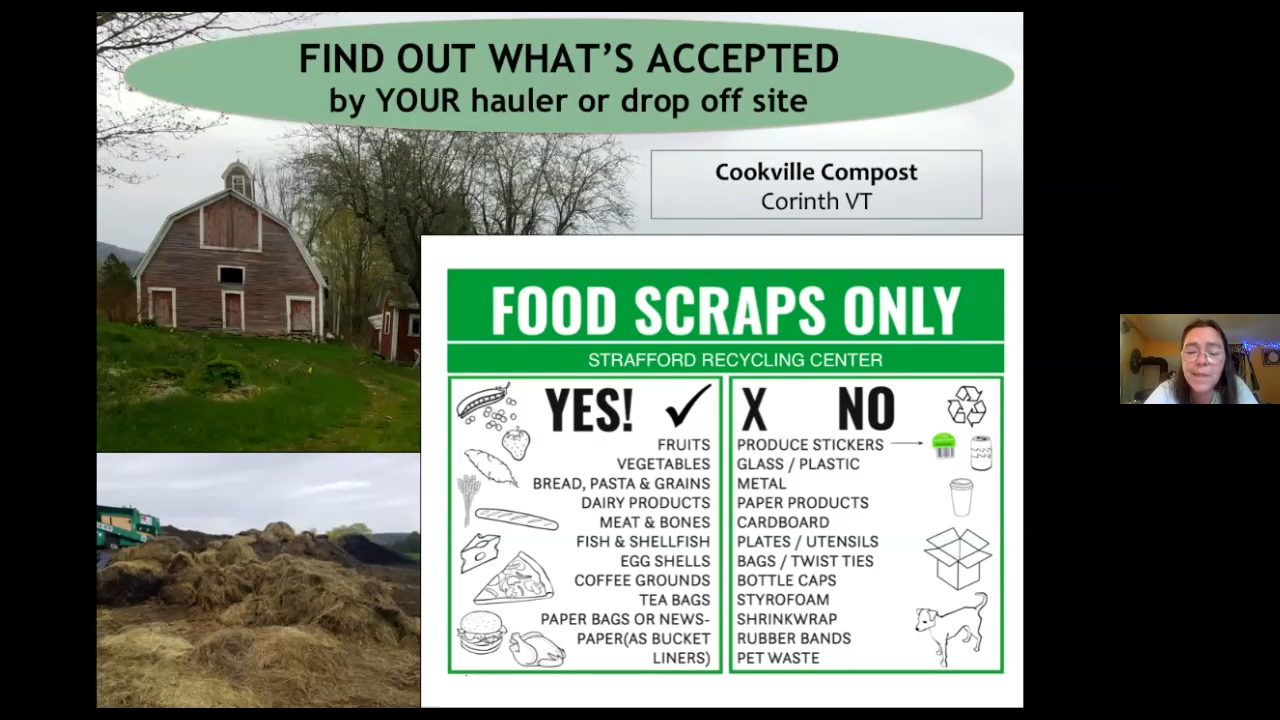 FIND OUT WHAT'S ACCEPTED
by YOUR hauler or drop off site
Cookville Compost
Corinth VT
FOOD SCRAPS ONLY
STRAFFORD RECYCLING CENTER
YES!
FRUITS
VEGETABLES
BREAD, PASTA & GRAINS
DAIRY PRODUCTS
MEAT & BONES
FISH & SHELLFISH
EGG SHELLS
COFFEE GROUNDS
TEA BAGS
PAPER BAGS OR NEWS-
PAPER(AS BUCKET
LINERS)
X NO
PRODUCE STICKERS
GLASS / PLASTIC
METAL
PAPER PRODUCTS
CARDBOARD
PLATES / UTENSILS
BAGS / TWIST TIES
BOTTLE CAPS
STYROFOAM
SHRINKWRAP
RUBBER BANDS
PET WASTE